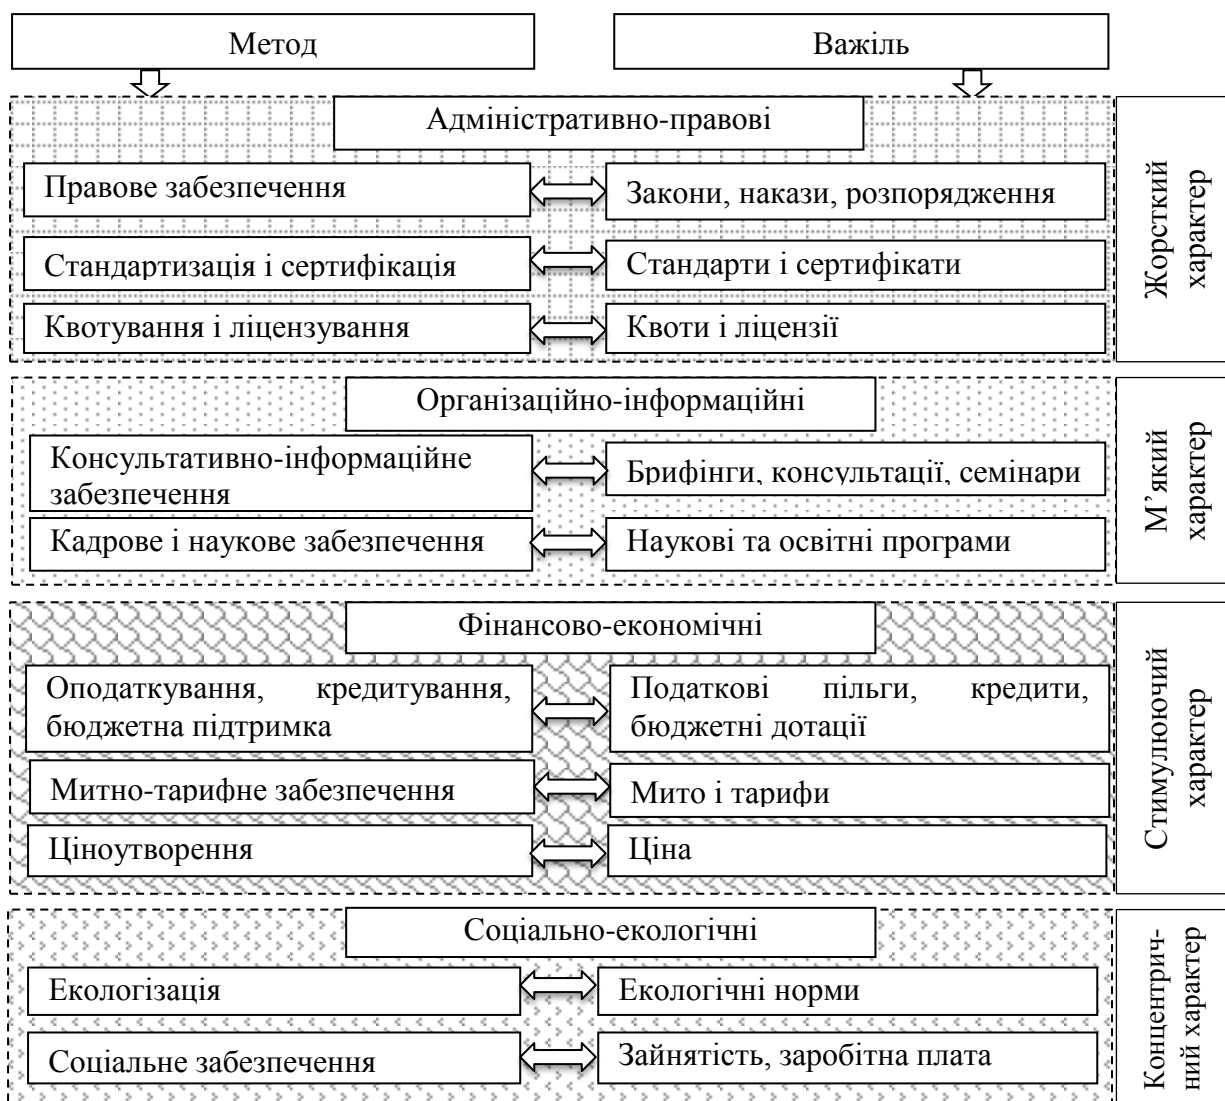 Метод
Важіль
Адміністративно-правові
Правове забезпечення
Закони, накази, розпорядження
Стандартизація і сертифікація
Стандарти і сертифікати
Квотування і ліцензування
Квоти і ліцензії
Жорсткий
характер
Організаційно-інформаційні
Консультативно-інформаційне
забезпечення
Брифінги, консультації, семінари
Кадрове і наукове забезпечення
Наукові та освітні програми
М’який
характер
Фінансово-економічні
Оподаткування, кредитування,
бюджетна підтримка
Податкові пільги, кредити,
бюджетні дотації
Митно-тарифне забезпечення
Мито і тарифи
Ціноутворення
Ціна
Стимулюючий
характер
Соціально-екологічні
Екологізація
Екологічні норми
Соціальне забезпечення
Зайнятість, заробітна плата
Концентрич-
ний характер